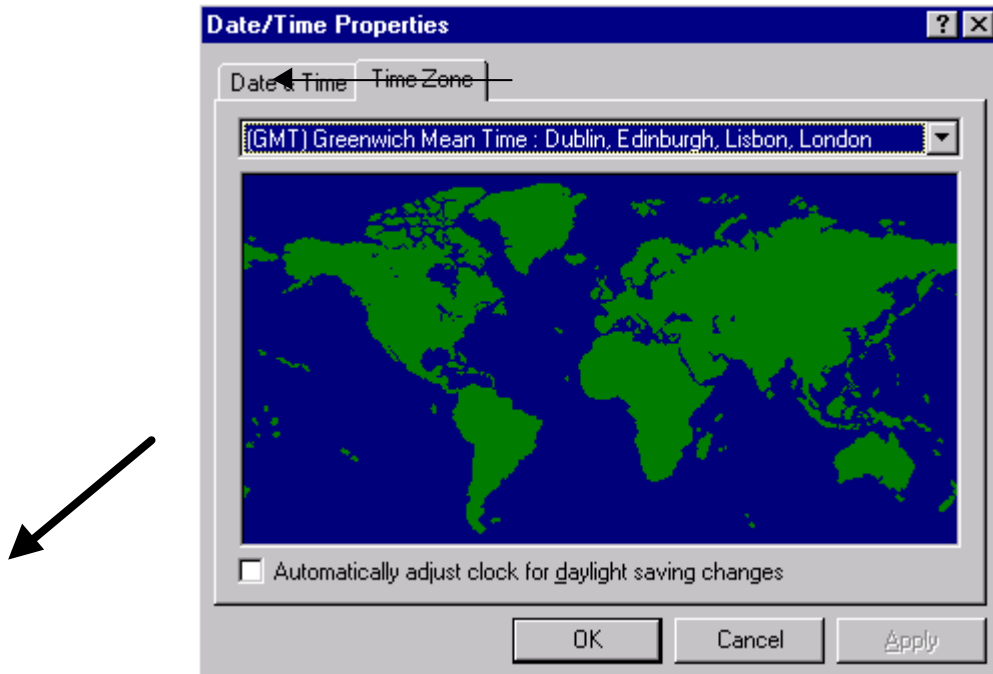 Date/Time Properties
Date & Time Time Zone
(GMT) Greenwich Mean Time : Dublin, Edinburgh, Lisbon, London
Automatically adjust clock for daylight saving changes
OK Cancel Apply